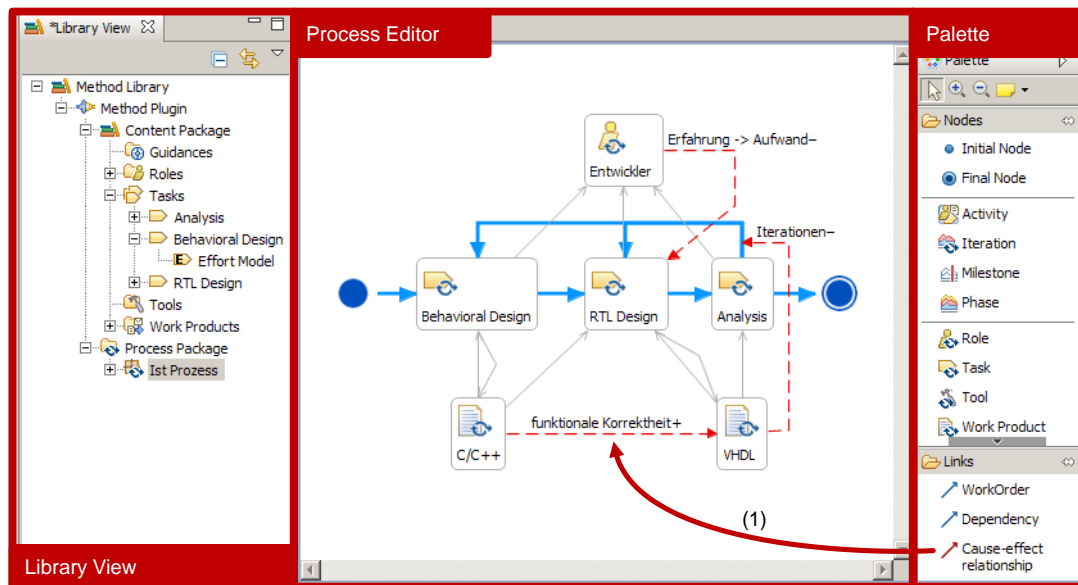 *Library View
Process Editor
Palette
Palette
Method Library
Method Plugin
Content Package
Guidances
Roles
Tasks
Analysis
Behavioral Design
E
Effort Model
RTL Design
Tools
Work Products
Process Package
Ist Prozess
Library View
Erfahrung -> Aufwand–
Entwickler
Iterationen–
Behavioral Design
RTL Design
Analysis
funktionale Korrektheit+
C/C++
VHDL
(1)
Nodes
Initial Node
Final Node
Activity
Iteration
Milestone
Phase
Role
Task
Tool
Work Product
Links
WorkOrder
Dependency
Cause-effect
relationship